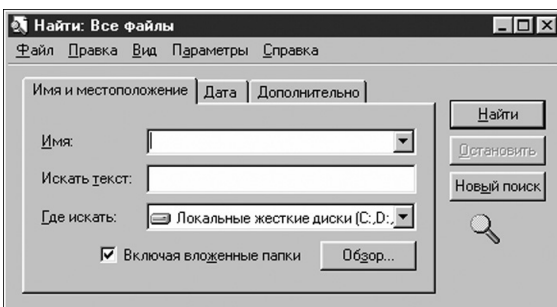 Найти: Все файлы
Файл Правка Вид Параметры Справка
Имя и местоположение Дата Дополнительно
Найти
Имя:
Остановить
Искать текст:
Новый поиск
Где искать: Локальные жесткие диски (C:,D:,
Включая вложенные папки Обзор...